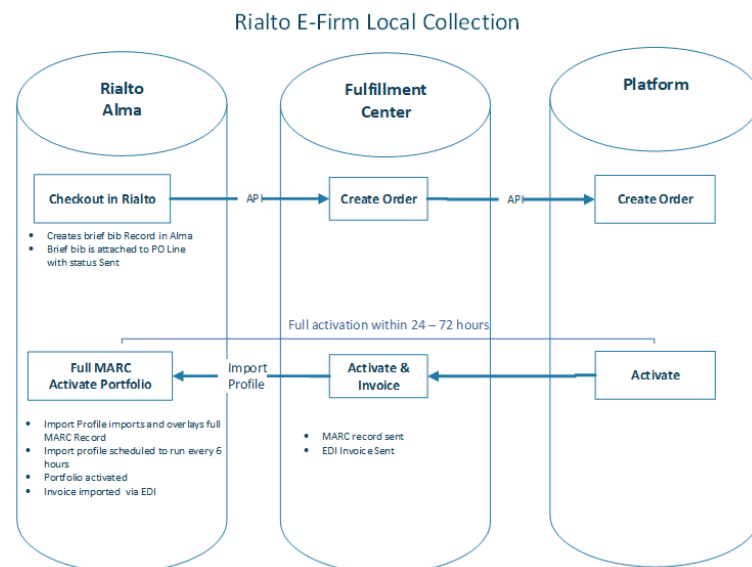 Rialto E-Firm Local Collection
Rialto
Alma
Fulfillment
Center
Platform
Checkout in Rialto
API
Create Order
API
Create Order
• Creates brief bib Record in Alma
• Brief bib is attached to PO Line
with status Sent
Full activation within 24 – 72 hours
Full MARC
Activate Portfolio
Import
Profile
Activate &
Invoice
Activate
• Import Profile imports and overlays full
MARC Record
• Import profile scheduled to run every 6
hours
• Portfolio activated
• Invoice imported via EDI
• MARC record sent
• EDI Invoice Sent